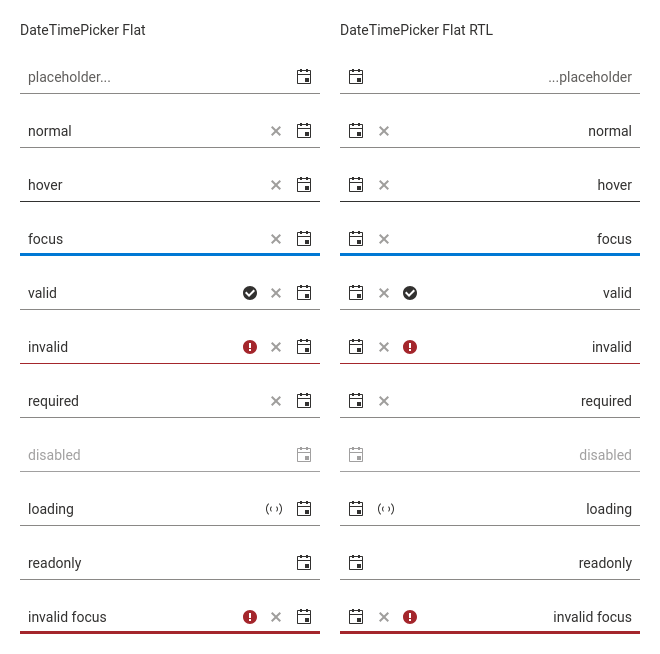 DateTimePicker Flat
DateTimePicker Flat RTL
placeholder...
...placeholder
normal
normal
hover
hover
focus
focus
valid
valid
invalid
invalid
required
required
disabled
disabled
loading
loading
readonly
readonly
invalid focus
invalid focus